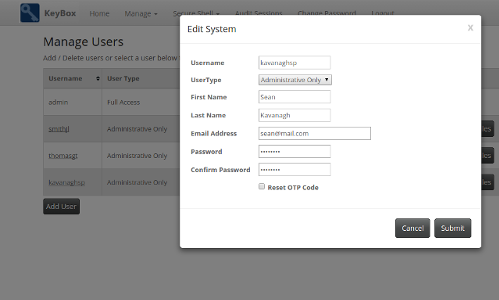 KeyBox Home Manage Secure Shell Audit Sessions Change Password Logout
Manage Users
Add / Delete users or select a user below
Username User Type
admin Full Access
Administrative Only
thomasgt Administrative Only
kavanaghsp Administrative Only
Add User
Edit System x
Username kavanaghsp
UserType Administrative Only
First Name Sean
Last Name Kavanagh
Email Address sean@mail.com
Password ••••••••
Confirm Password ••••••••
Reset OTP Code
Cancel Submit